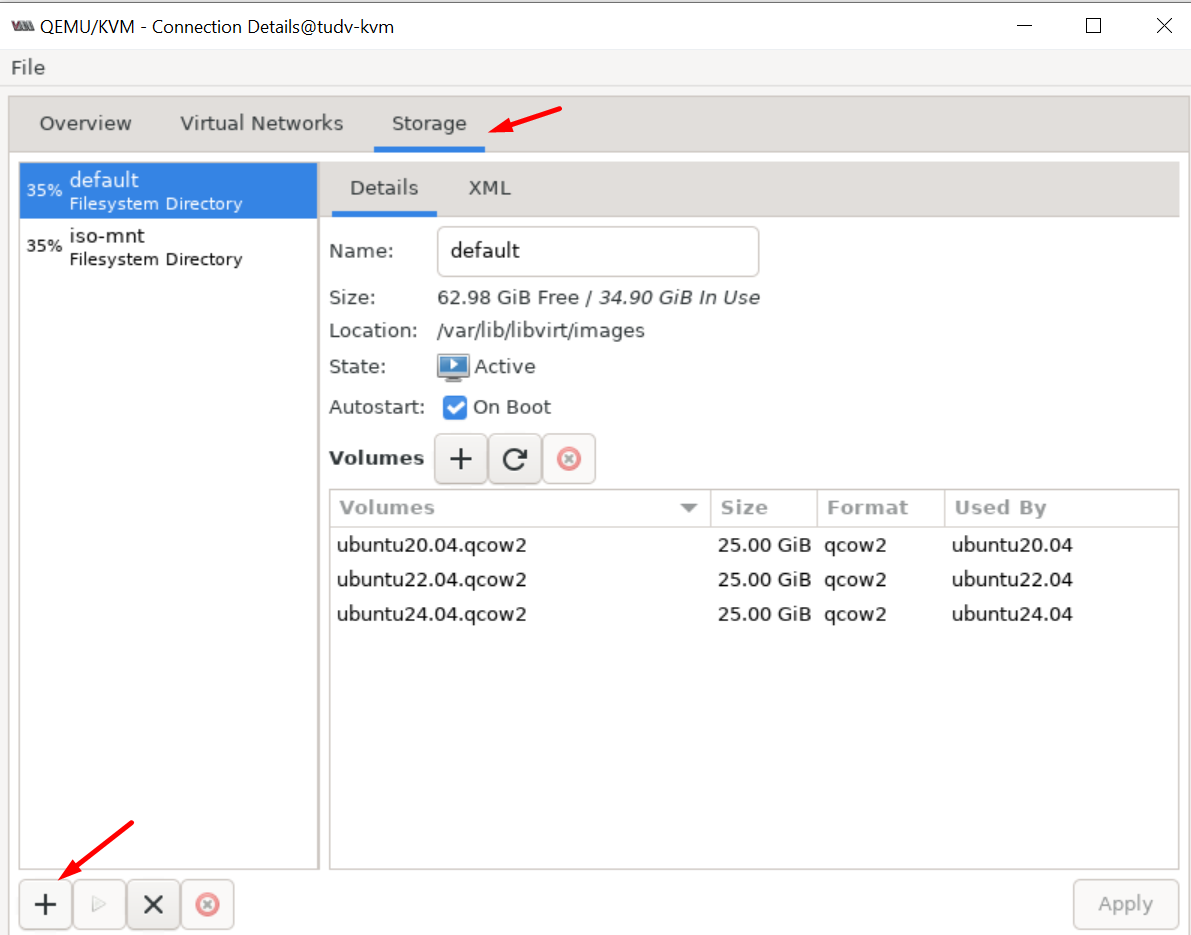 QEMU/KVM - Connection Details@tudv-kvm
File
Overview Virtual Networks Storage
35% default
Filesystem Directory
35% iso-mnt
Filesystem Directory
Details XML
Name: default
Size: 62.98 GiB Free / 34.90 GiB In Use
Location: /var/lib/libvirt/images
State: Active
Autostart: On Boot
Volumes
Volumes Size Format Used By
ubuntu20.04.qcow2 25.00 GiB qcow2 ubuntu20.04
ubuntu22.04.qcow2 25.00 GiB qcow2 ubuntu22.04
ubuntu24.04.qcow2 25.00 GiB qcow2 ubuntu24.04
Apply